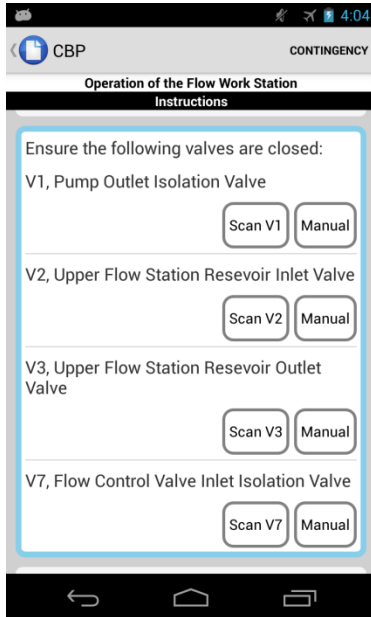 4:04
CBP
CONTINGENCY
Operation of the Flow Work Station
Instructions
Ensure the following valves are closed:
V1, Pump Outlet Isolation Valve
Scan V1 Manual
V2, Upper Flow Station Resevoir Inlet Valve
Scan V2 Manual
V3, Upper Flow Station Resevoir Outlet
Valve
Scan V3 Manual
V7, Flow Control Valve Inlet Isolation Valve
Scan V7 Manual